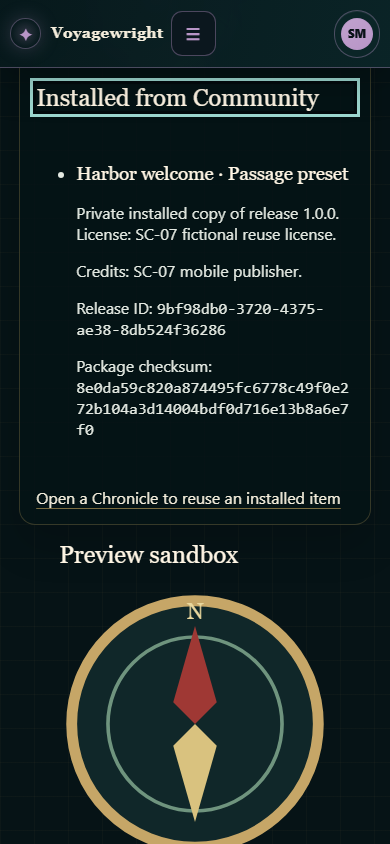 Voyagewright
SM
Installed from Community
Harbor welcome · Passage preset
Private installed copy of release 1.0.0.
License: SC-07 fictional reuse license.
Credits: SC-07 mobile publisher.
Release ID: 9bf98db0-3720-4375-
ae38-8db524f36286
Package checksum:
8e0da59c820a874495fc6778c49f0e2
72b104a3d14004bdf0d716e13b8a6e7
f0
Open a Chronicle to reuse an installed item
Preview sandbox
N